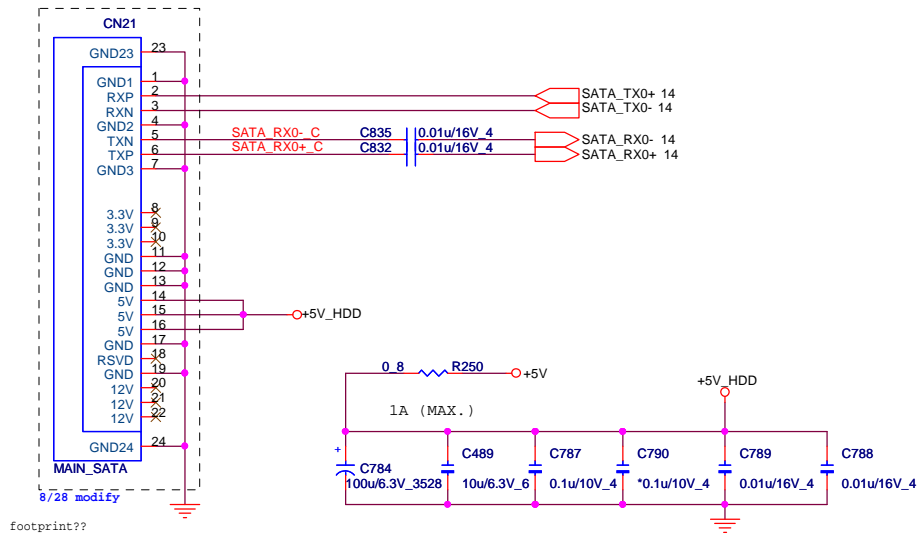 CN21
GND23 23
GND1 1
RXP 2 SATA_TX0+ 14
RXN 3 SATA_TX0- 14
GND2 4
TXN 5 SATA_RX0-_C C835 0.01u/16V_4 SATA_RX0- 14
TXP 6 SATA_RX0+_C C832 0.01u/16V_4 SATA_RX0+ 14
GND3 7
3.3V 8
3.3V 9
3.3V 10
GND 11
GND 12
GND 13
5V 14
5V 15 +5V_HDD
5V 16
GND 17
RSVD 18
GND 19
12V 20
12V 21
12V 22
GND24 24
MAIN_SATA
8/28 modify
footprint??
0_8 R250 +5V
+5V_HDD
1A (MAX.)
+
C784 100u/6.3V_3528
C489 10u/6.3V_6
C787 0.1u/10V_4
C790 *0.1u/10V_4
C789 0.01u/16V_4
C788 0.01u/16V_4